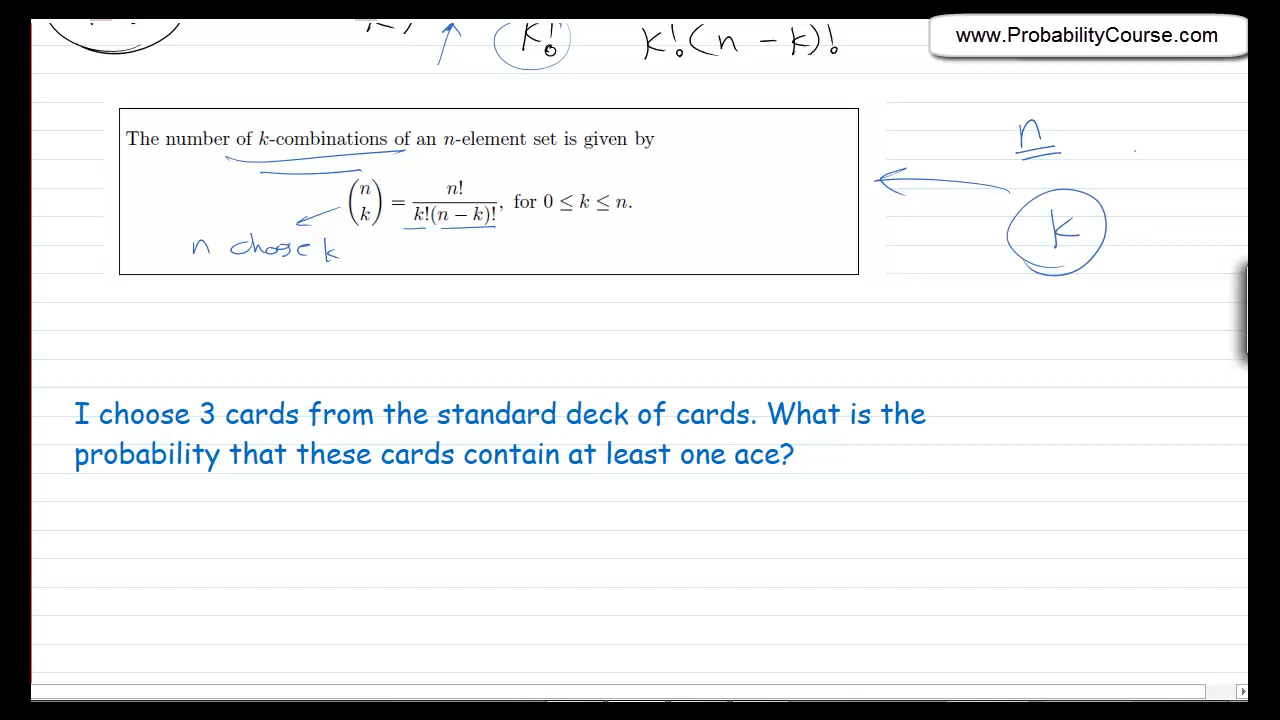 k! k!(n - k)!
www.ProbabilityCourse.com
The number of k-combinations of an n-element set is given by
(n k) = n! / k!(n − k)!, for 0 ≤ k ≤ n.
n choose k
n
k
I choose 3 cards from the standard deck of cards. What is the
probability that these cards contain at least one ace?